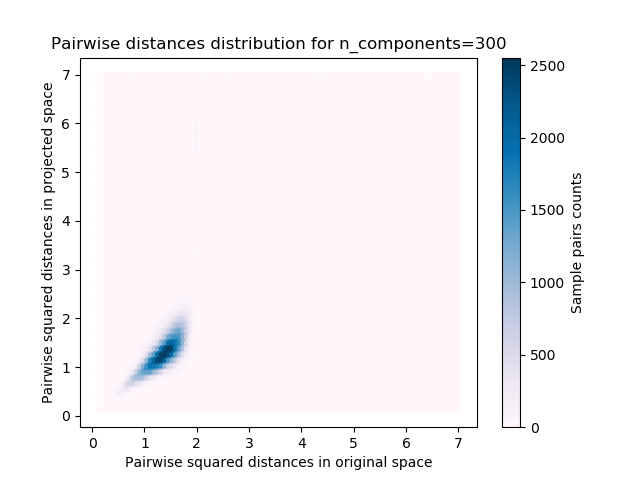 Pairwise distances distribution for n_components=300
Pairwise squared distances in projected space
7
6
5
4
3
2
1
0
0 1 2 3 4 5 6 7
Pairwise squared distances in original space
2500
2000
1500
1000
500
0
Sample pairs counts